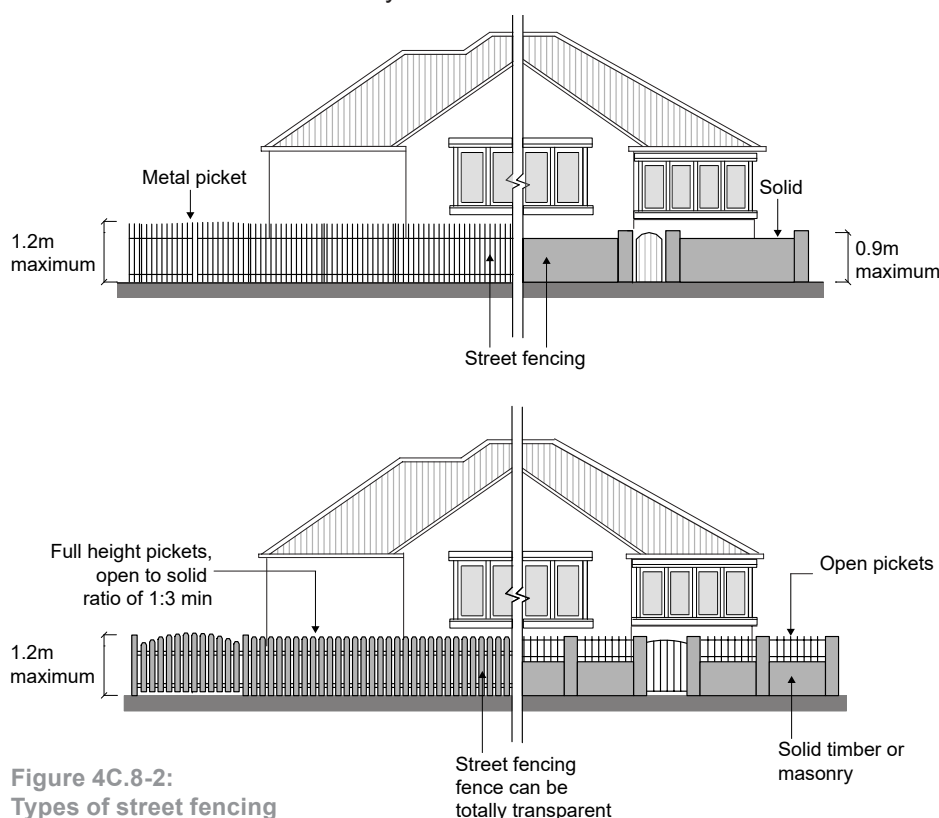 Metal picket
Solid
1.2m
maximum
0.9m
maximum
Street fencing
Full height pickets,
open to solid
ratio of 1:3 min
Open pickets
1.2m
maximum
Street fencing
fence can be
totally transparent
Solid timber or
masonry
Figure 4C.8-2:
Types of street fencing